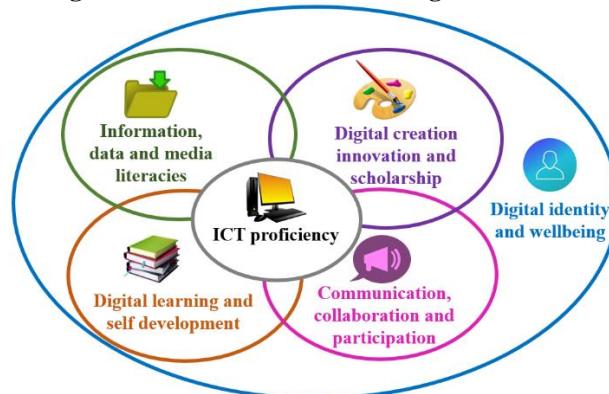 Information,
data and media
literacies
Digital creation
innovation and
scholarship
Digital identity
and wellbeing
ICT proficiency
Digital learning and
self development
Communication,
collaboration and
participation